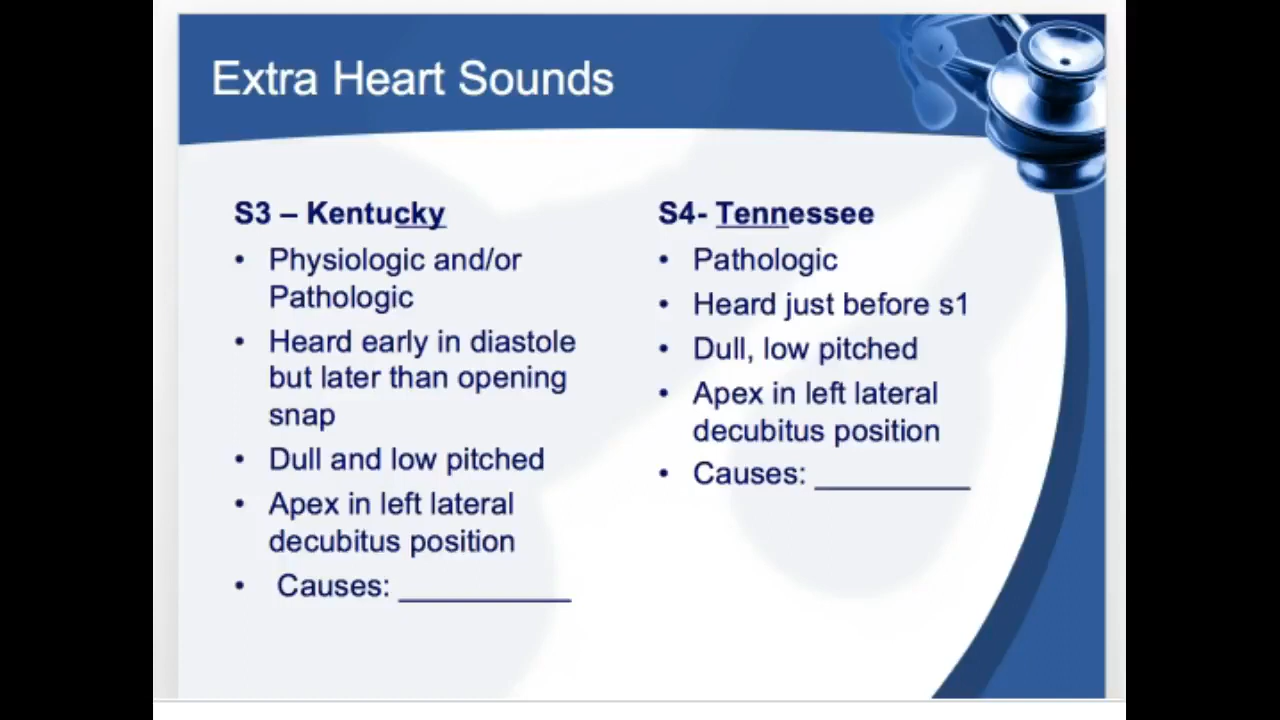 Extra Heart Sounds
S3 – Kentucky
• Physiologic and/or
Pathologic
• Heard early in diastole
but later than opening
snap
• Dull and low pitched
• Apex in left lateral
decubitus position
• Causes: __________
S4- Tennessee
• Pathologic
• Heard just before s1
• Dull, low pitched
• Apex in left lateral
decubitus position
• Causes: _________